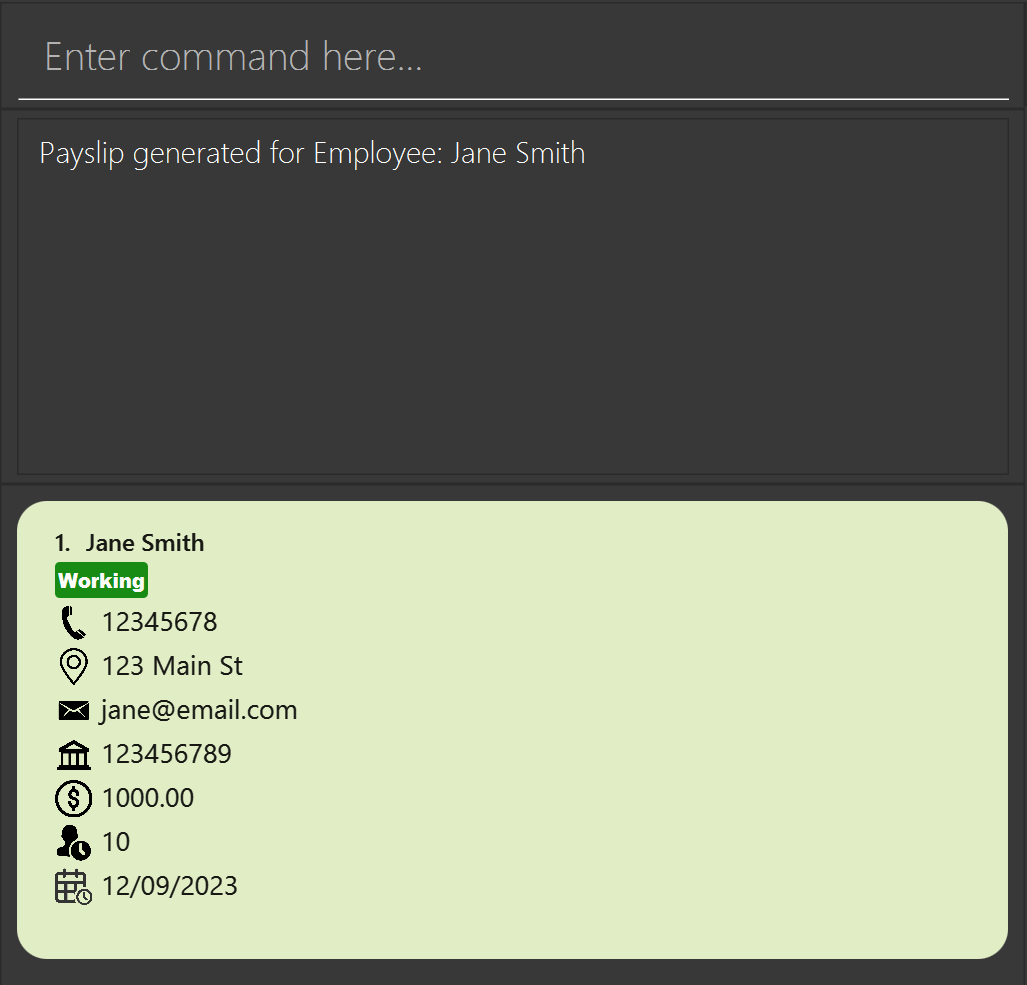 Enter command here...
Payslip generated for Employee: Jane Smith
1. Jane Smith
Working
12345678
123 Main St
jane@email.com
123456789
1000.00
10
12/09/2023